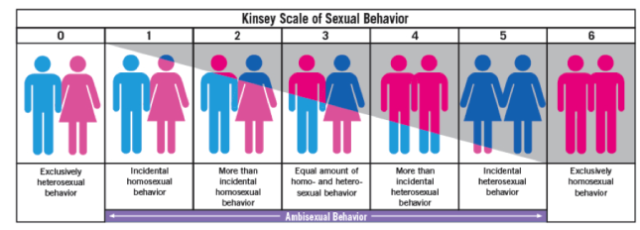 Kinsey Scale of Sexual Behavior
0 1 2 3 4 5 6
Exclusively
heterosexual
behavior
Incidental
homosexual
behavior
More than
incidental
homosexual
behavior
Equal amount of
homo- and hetero-
sexual behavior
More than
incidental
heterosexual
behavior
Incidental
heterosexual
behavior
Exclusively
homosexual
behavior
Ambisexual Behavior